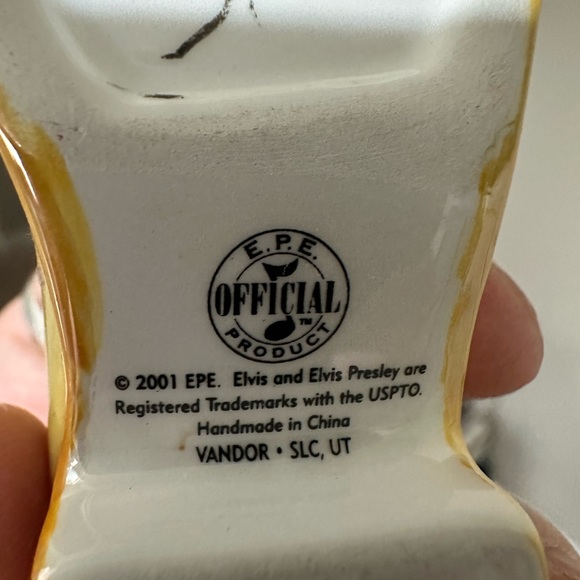 E.P.E.
OFFICIAL ™
PRODUCT
© 2001 EPE. Elvis and Elvis Presley are
Registered Trademarks with the USPTO.
Handmade in China
VANDOR • SLC, UT